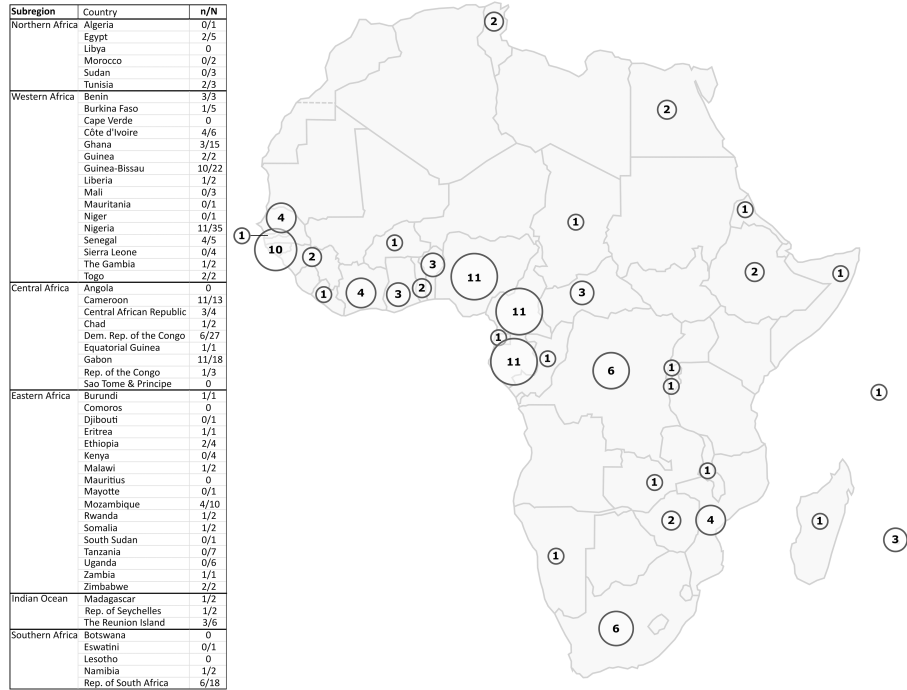 Subregion Country n/N
Northern Africa Algeria 0/1
Egypt 2/5
Libya 0
Morocco 0/2
Sudan 0/3
Tunisia 2/3
Western Africa Benin 3/3
Burkina Faso 1/5
Cape Verde 0
Côte d'Ivoire 4/6
Ghana 3/15
Guinea 2/2
Guinea-Bissau 10/22
Liberia 1/2
Mali 0/3
Mauritania 0/1
Niger 0/1
Nigeria 11/35
Senegal 4/5
Sierra Leone 0/4
The Gambia 1/2
Togo 2/2
Central Africa Angola 0
Cameroon 11/13
Central African Republic 3/4
Chad 1/2
Dem. Rep. of the Congo 6/27
Equatorial Guinea 1/1
Gabon 11/18
Rep. of the Congo 1/3
Sao Tome & Principe 0
Eastern Africa Burundi 1/1
Comoros 0
Djibouti 0/1
Eritrea 1/1
Ethiopia 2/4
Kenya 0/4
Malawi 1/2
Mauritius 0
Mayotte 0/1
Mozambique 4/10
Rwanda 1/2
Somalia 1/2
South Sudan 0/1
Tanzania 0/7
Uganda 0/6
Zambia 1/1
Zimbabwe 2/2
Indian Ocean Madagascar 1/2
Rep. of Seychelles 1/2
The Reunion Island 3/6
Southern Africa Botswana 0
Eswatini 0/1
Lesotho 0
Namibia 1/2
Rep. of South Africa 6/18
2
2
1
4
1
1
10
1
2
3
2
1
11
3
2
1
4
3
1
11
1
1
11
6
1
1
1
1
1
2
4
1
3
1
6